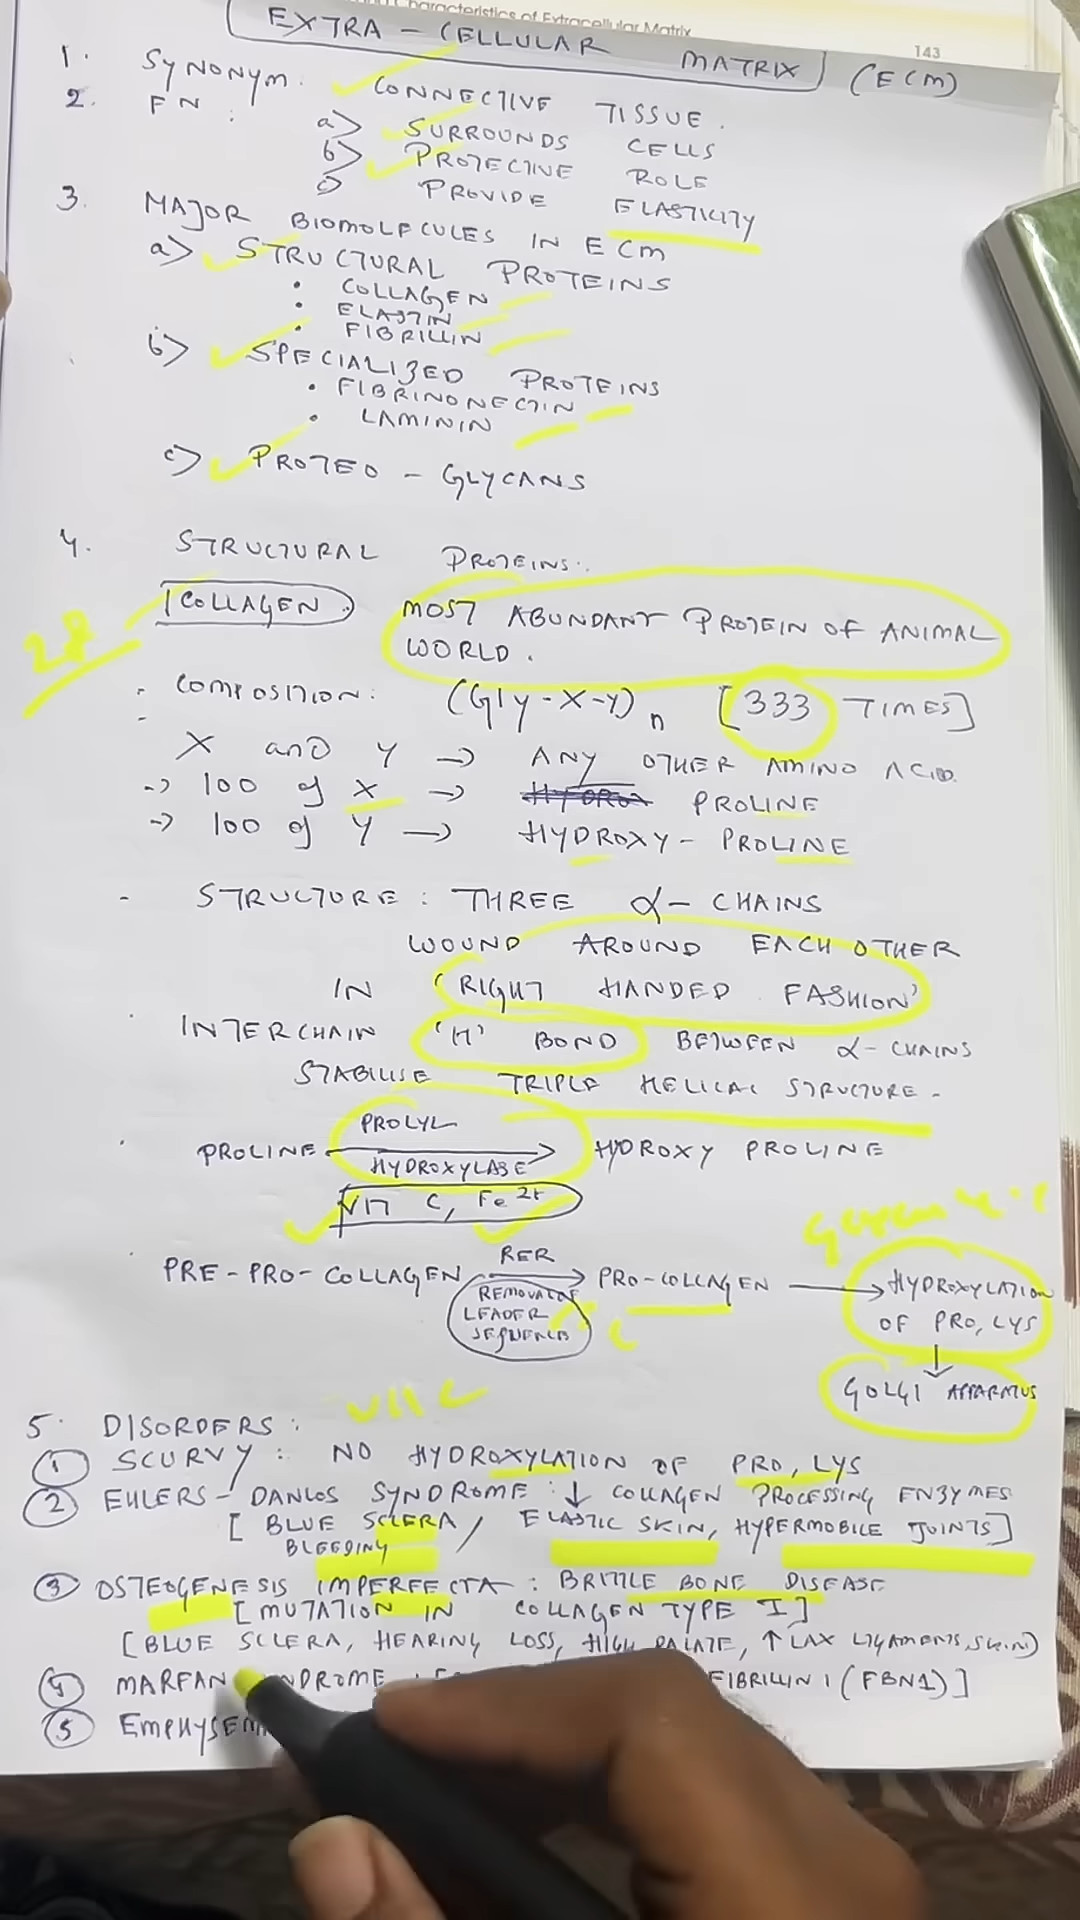 Characteristics of Extracellular Matrix
143
EXTRA - CELLULAR MATRIX (ECM)
1. SYNONYM: CONNECTIVE TISSUE.
2. FN: a) SURROUNDS CELLS
b) PROTECTIVE ROLE
c) PROVIDE ELASTICITY
3. MAJOR BIOMOLECULES IN ECM
a) STRUCTURAL PROTEINS
• COLLAGEN
• ELASTIN
• FIBRILLIN
b) SPECIALIZED PROTEINS
• FIBRINONECTIN
• LAMININ
c) PROTEO - GLYCANS
4. STRUCTURAL PROTEINS:
28
COLLAGEN. MOST ABUNDANT PROTEIN OF ANIMAL
WORLD.
- COMPOSITION: (Gly-X-Y)n [333 TIMES]
- X and Y → ANY OTHER AMINO ACID.
→ 100 of X → PROLINE
→ 100 of Y → HYDROXY - PROLINE
- STRUCTURE: THREE α- CHAINS
WOUND AROUND EACH OTHER
IN 'RIGHT HANDED FASHION'
• INTERCHAIN 'H' BOND BETWEEN α- CHAINS
STABILISE TRIPLE HELICAL STRUCTURE -
• PROLINE PROLYL HYDROXYLASE → HYDROXY PROLINE
VIT C, Fe2+
• PRE-PRO-COLLAGEN RER → PRO-COLLAGEN → HYDROXYLATION
REMOVAL OF
LEADER
SEQUENCES
OF PRO, LYS
↓
GOLGI APPARATUS
5. DISORDERS: Vit C
① SCURVY: NO HYDROXYLATION OF PRO, LYS
② EHLERS-DANLOS SYNDROME: ↓ COLLAGEN PROCESSING ENZYMES
[BLUE SCLERA, ELASTIC SKIN, HYPERMOBILE JOINTS]
BLEEDING
③ OSTEOGENESIS IMPERFECTA: BRITTLE BONE DISEASE
[MUTATION IN COLLAGEN TYPE I]
[BLUE SCLERA, HEARING LOSS, HIGH PALATE, ↑ LAX LIGAMENTS, SKIN)
④ MARFAN SYNDROME: FIBRILLIN 1 (FBN1)]
⑤ EMPHYSEMA